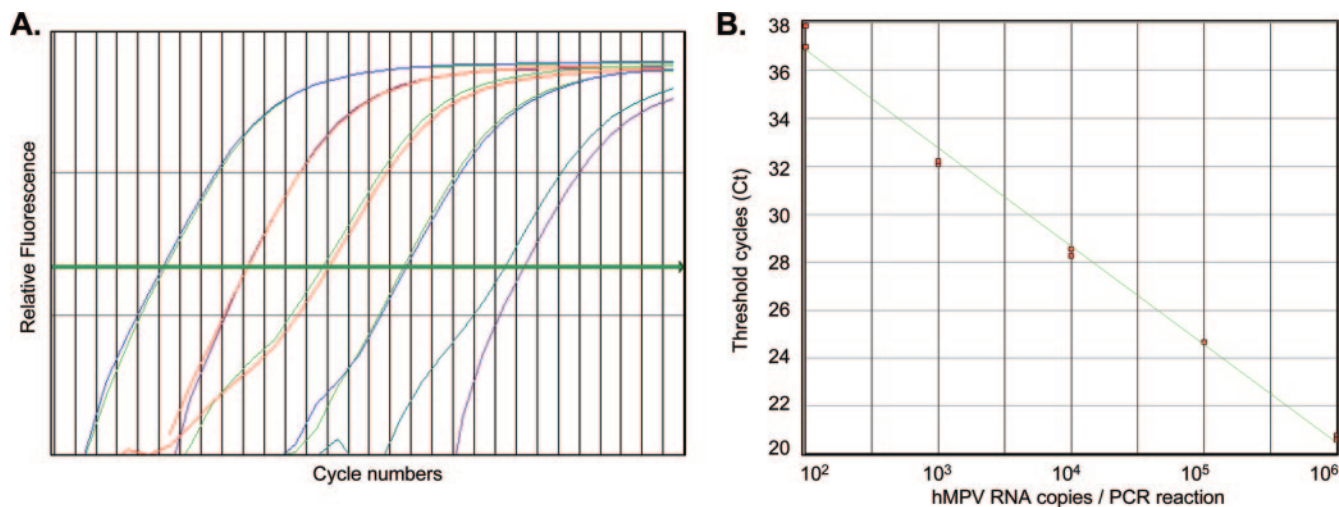 A.
Relative Fluorescence
Cycle numbers
B.
Threshold cycles (Ct)
38
36
34
32
30
28
26
24
22
20
10²
10³
10⁴
10⁵
10⁶
hMPV RNA copies / PCR reaction